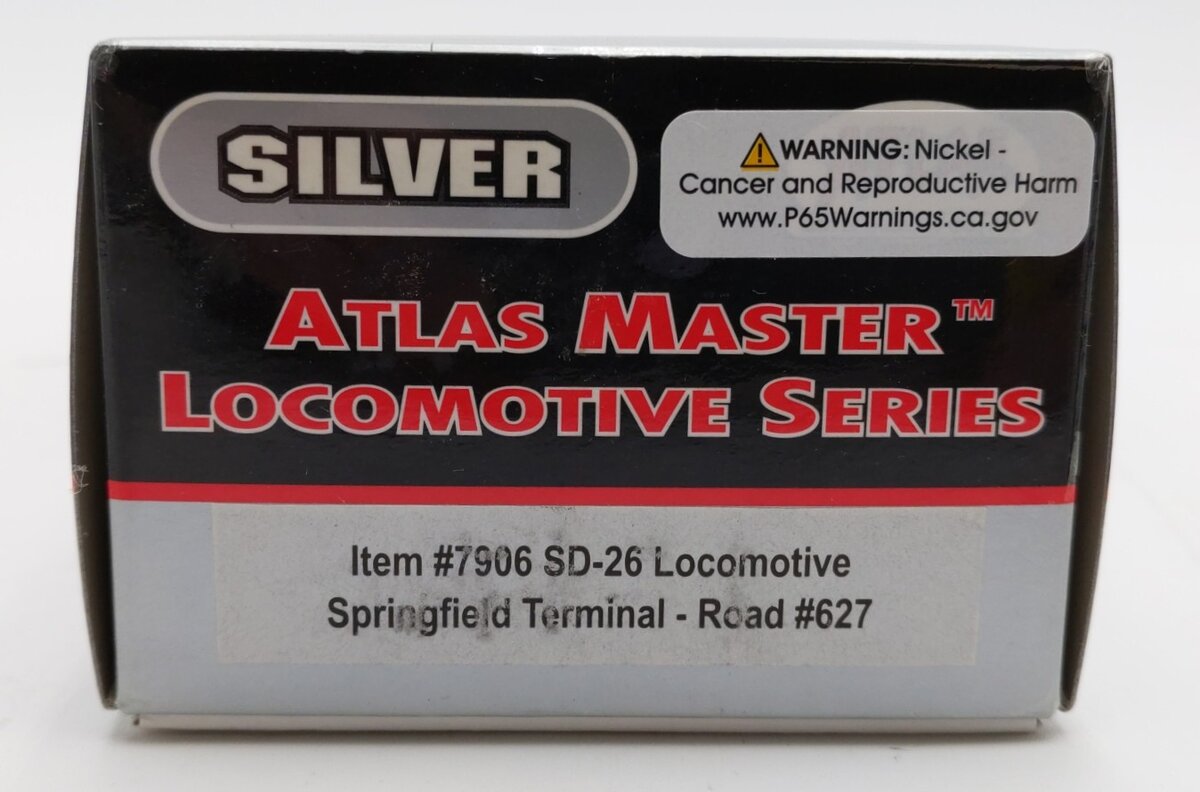 SILVER
⚠ WARNING: Nickel -
Cancer and Reproductive Harm
www.P65Warnings.ca.gov
ATLAS MASTER™
LOCOMOTIVE SERIES
Item #7906 SD-26 Locomotive
Springfield Terminal - Road #627